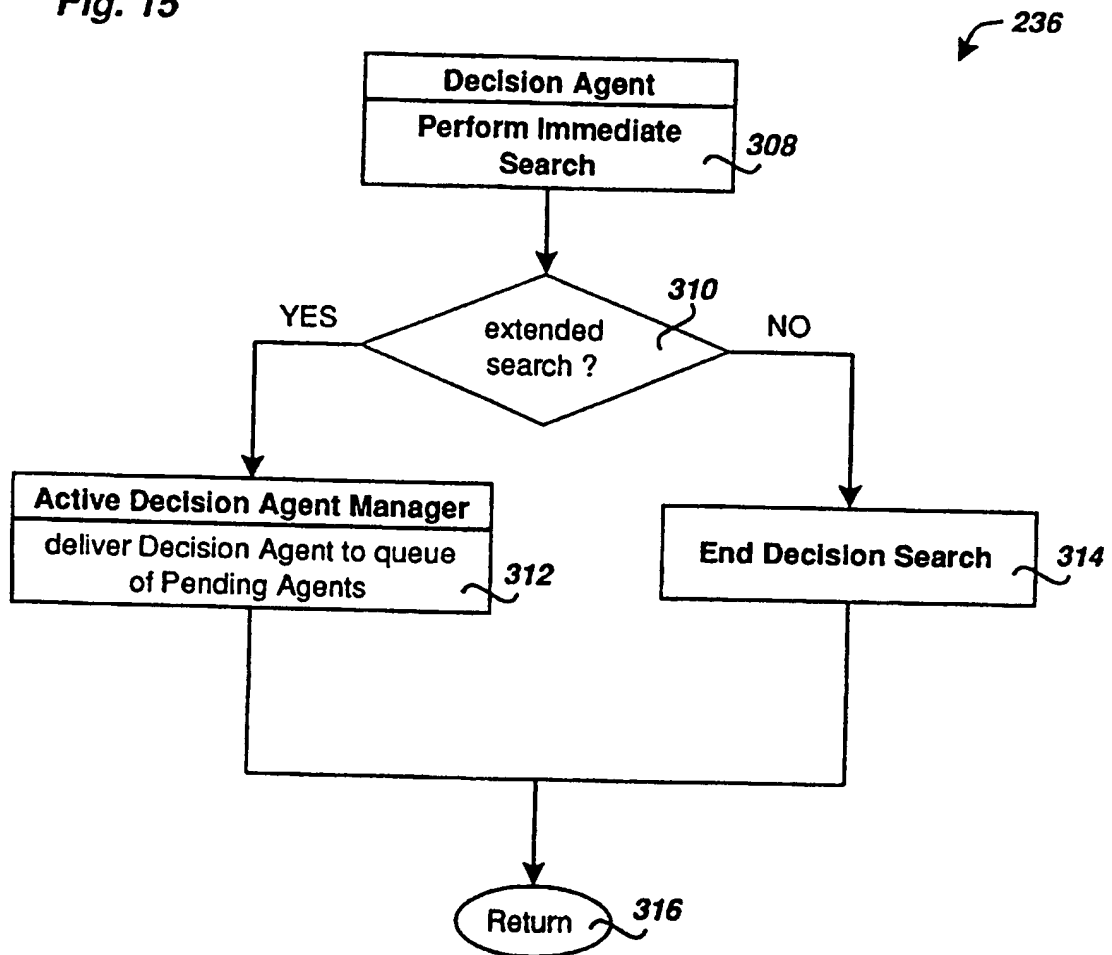 Fig. 15
236
Decision Agent
Perform Immediate
Search
308
310
extended
search ?
YES
NO
Active Decision Agent Manager
deliver Decision Agent to queue
of Pending Agents
312
End Decision Search
314
Return
316